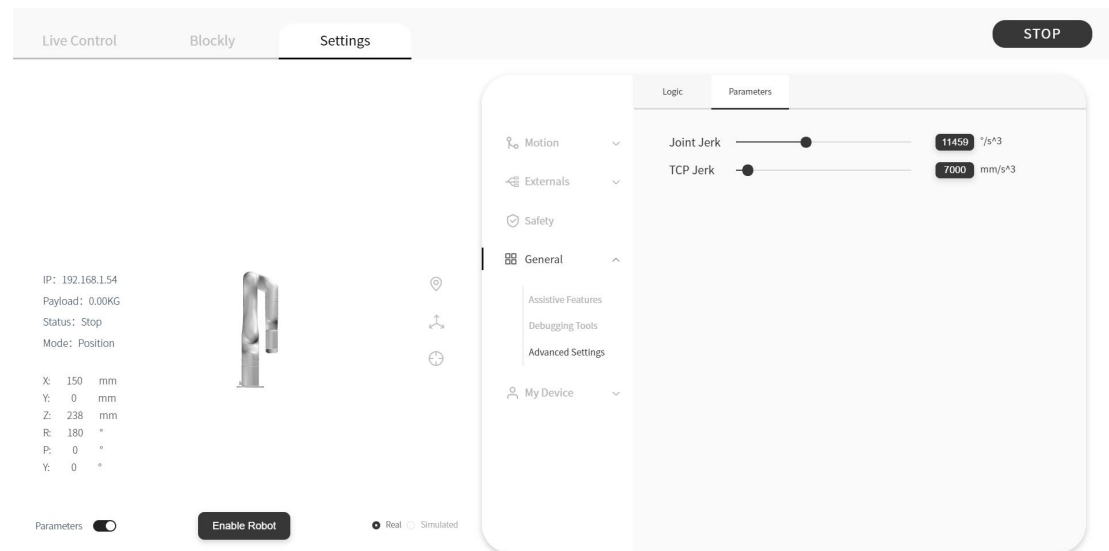 Live Control
Blockly
Settings
STOP
Logic
Parameters
Motion
Externals
Safety
General
Assistive Features
Debugging Tools
Advanced Settings
My Device
Joint Jerk 11459 °/s^3
TCP Jerk 7000 mm/s^3
IP: 192.168.1.54
Payload: 0.00KG
Status: Stop
Mode: Position
X: 150 mm
Y: 0 mm
Z: 238 mm
R: 180 °
P: 0 °
Y: 0 °
Parameters
Enable Robot
Real
Simulated